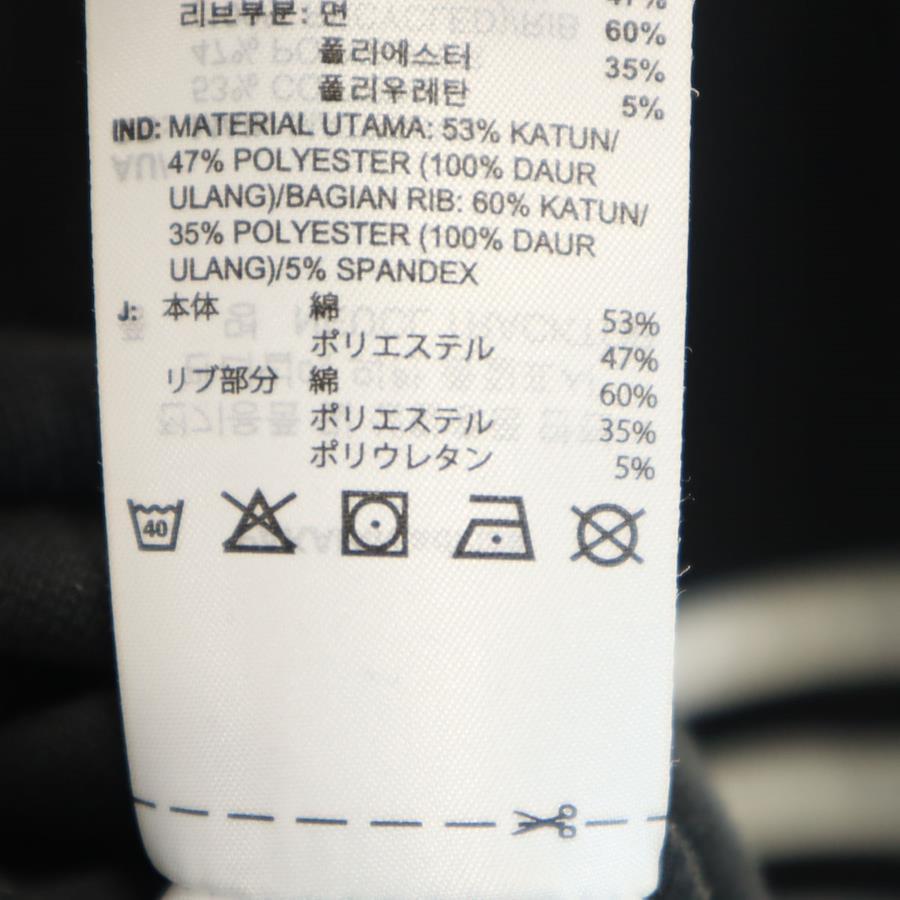 47%
리브부분: 면 60%
폴리에스터 35%
폴리우레탄 5%
IND: MATERIAL UTAMA: 53% KATUN/
47% POLYESTER (100% DAUR
ULANG)/BAGIAN RIB: 60% KATUN/
35% POLYESTER (100% DAUR
ULANG)/5% SPANDEX
J: 本体 綿 53%
ポリエステル 47%
リブ部分 綿 60%
ポリエステル 35%
ポリウレタン 5%
40